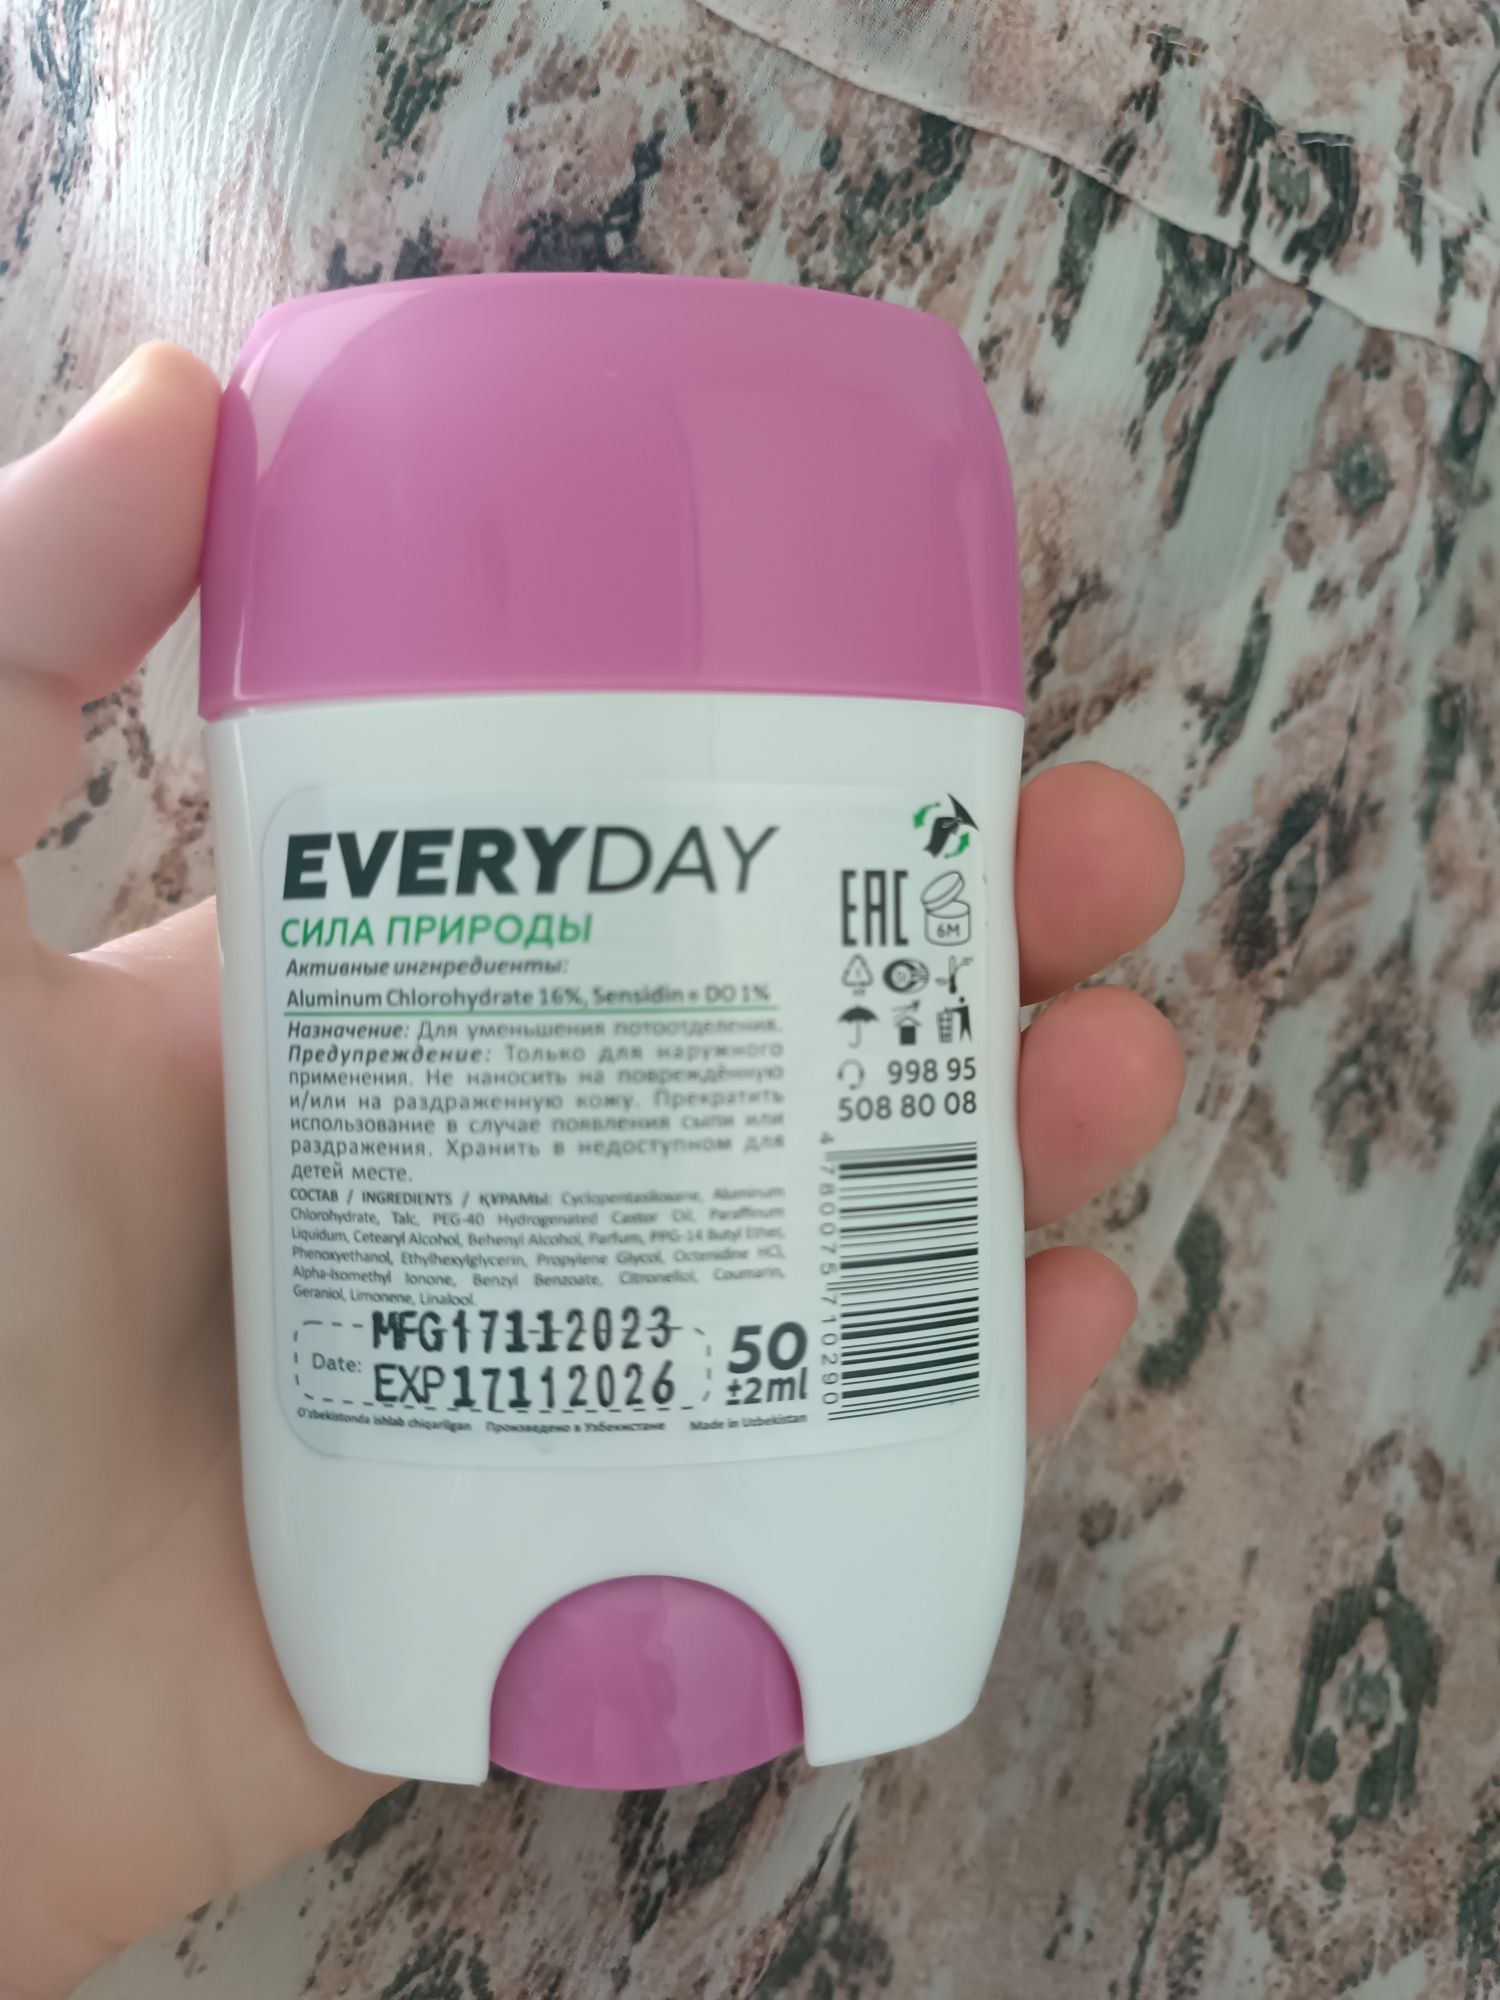 EVERYDAY
СИЛА ПРИРОДЫ
Активные ингнредиенты:
Aluminum Chlorohydrate 16%, Sensidin® DO 1%
Назначение: Для уменьшения потоотделения.
Предупреждение: Только для наружного
применения. Не наносить на повреждённую
и/или на раздраженную кожу. Прекратить
использование в случае появления сыпи или
раздражения. Хранить в недоступном для
детей месте.
СОСТАВ / INGREDIENTS / ҚҰРАМЫ: Cyclopentasiloxane, Aluminum
Chlorohydrate, Talc, PEG-40 Hydrogenated Castor Oil, Paraffinum
Liquidum, Cetearyl Alcohol, Behenyl Alcohol, Parfum, PPG-14 Butyl Ether,
Phenoxyethanol, Ethylhexylglycerin, Propylene Glycol, Octenidine HCl,
Alpha-Isomethyl Ionone, Benzyl Benzoate, Citronellol, Coumarin,
Geraniol, Limonene, Linalool.
MFG17112023
Date:
EXP17112026
50
±2ml
O'zbekistonda ishlab chiqarilgan Произведено в Узбекистане Made in Uzbekistan
EAC
6M
998 95
508 80 08
4780075710290